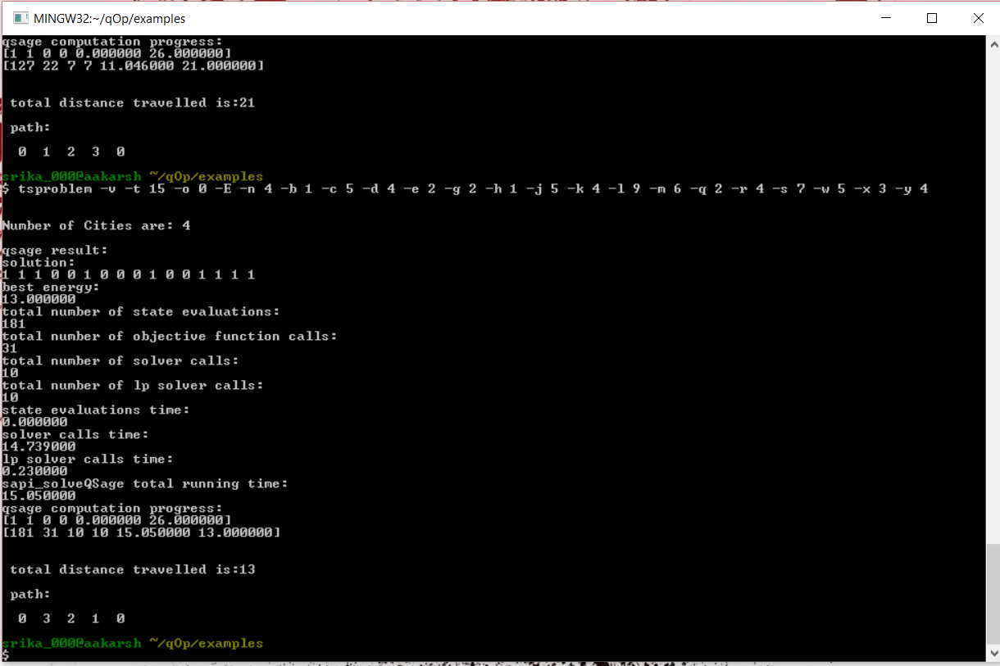 MINGW32:~/qOp/examples
qsage computation progress:
[1 1 0 0 0.000000 26.000000]
[127 22 7 7 11.046000 21.000000]
total distance travelled is:21
path:
0 1 2 3 0
srika_000@aakarsh ~/qOp/examples
$ tsproblem -v -t 15 -o 0 -E -n 4 -b 1 -c 5 -d 4 -e 2 -g 2 -h 1 -j 5 -k 4 -l 9 -m 6 -q 2 -r 4 -s 7 -w 5 -x 3 -y 4
Number of Cities are: 4
qsage result:
solution:
1 1 1 0 0 1 0 0 0 1 0 0 1 1 1 1
best energy:
13.000000
total number of state evaluations:
181
total number of objective function calls:
31
total number of solver calls:
10
total number of lp solver calls:
10
state evaluations time:
0.000000
solver calls time:
14.739000
lp solver calls time:
0.230000
sapi_solveQSage total running time:
15.050000
qsage computation progress:
[1 1 0 0 0.000000 26.000000]
[181 31 10 10 15.050000 13.000000]
total distance travelled is:13
path:
0 3 2 1 0
srika_000@aakarsh ~/qOp/examples
$